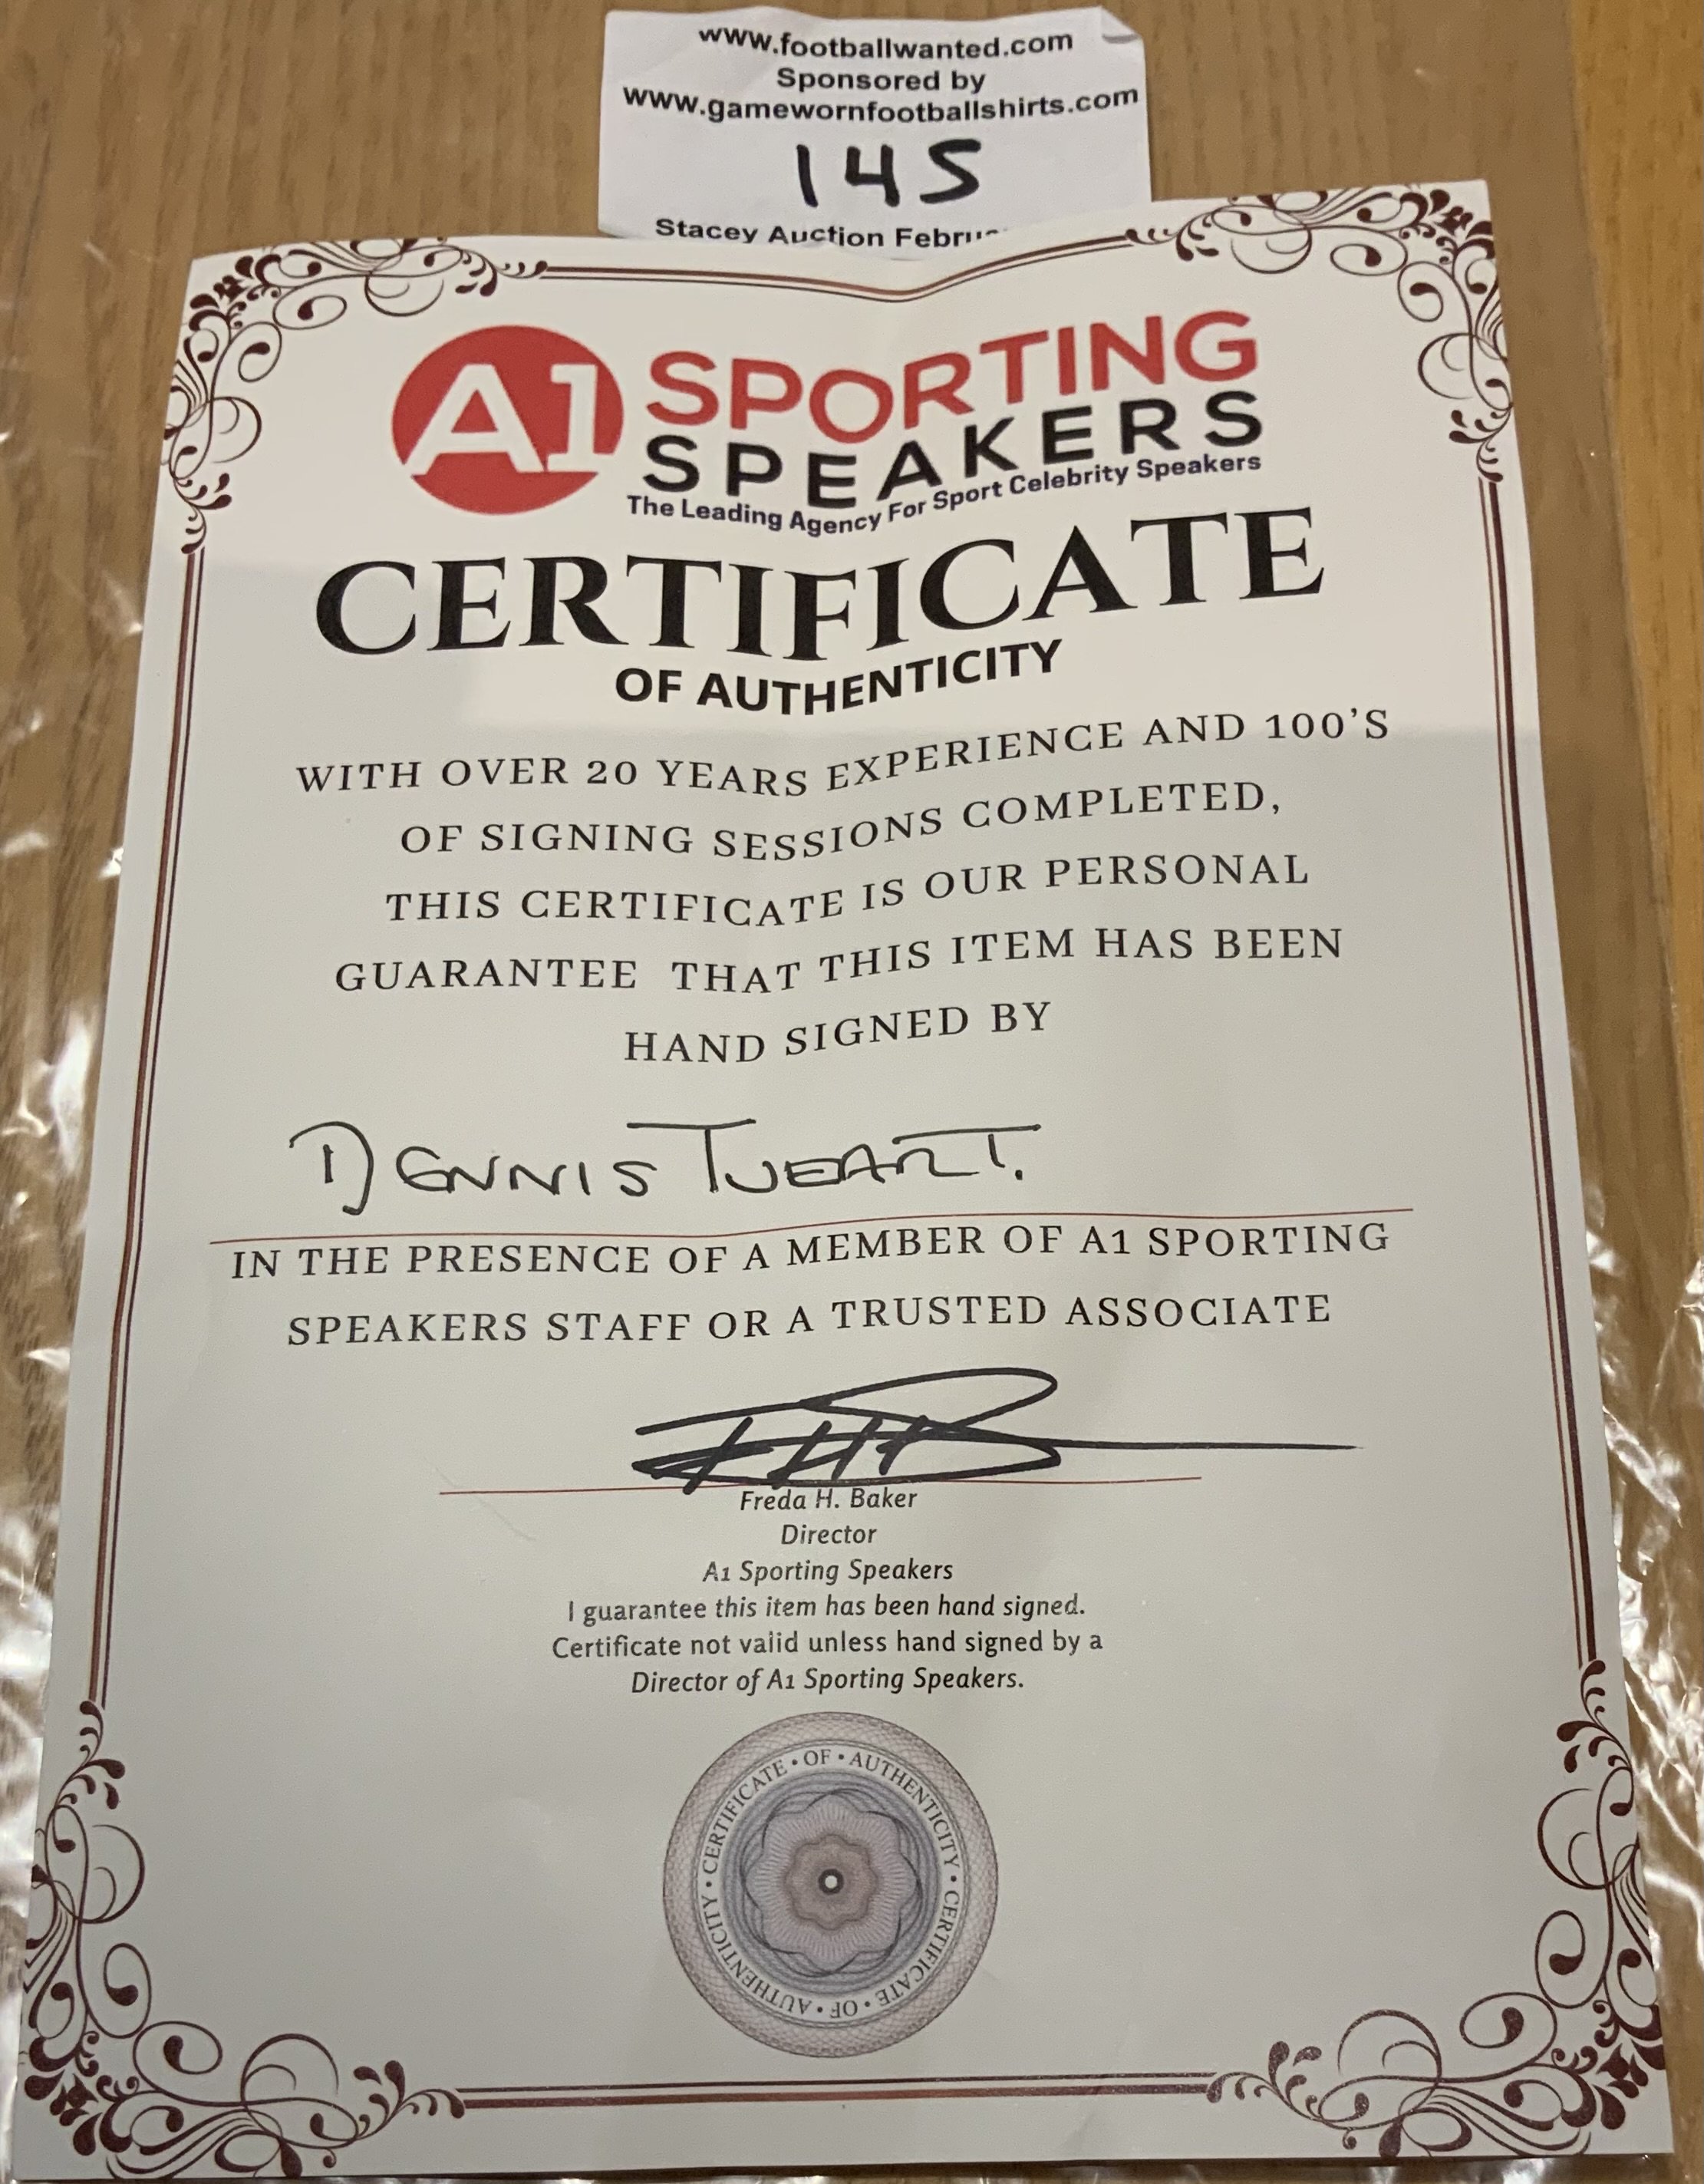 www.footballwanted.com
Sponsored by
www.gamewornfootballshirts.com
145
Stacey Auction
A1 SPORTING
SPEAKERS
The Leading Agency For Sport Celebrity Speakers
CERTIFICATE
OF AUTHENTICITY
WITH OVER 20 YEARS EXPERIENCE AND 100'S
OF SIGNING SESSIONS COMPLETED,
THIS CERTIFICATE IS OUR PERSONAL
GUARANTEE THAT THIS ITEM HAS BEEN
HAND SIGNED BY
DENNIS TUEART.
IN THE PRESENCE OF A MEMBER OF A1 SPORTING
SPEAKERS STAFF OR A TRUSTED ASSOCIATE
Freda H. Baker
Director
A1 Sporting Speakers
I guarantee this item has been hand signed.
Certificate not valid unless hand signed by a
Director of A1 Sporting Speakers.
CERTIFICATE • OF • AUTHENTICITY • CERTIFICATE • OF • AUTHENTICITY •